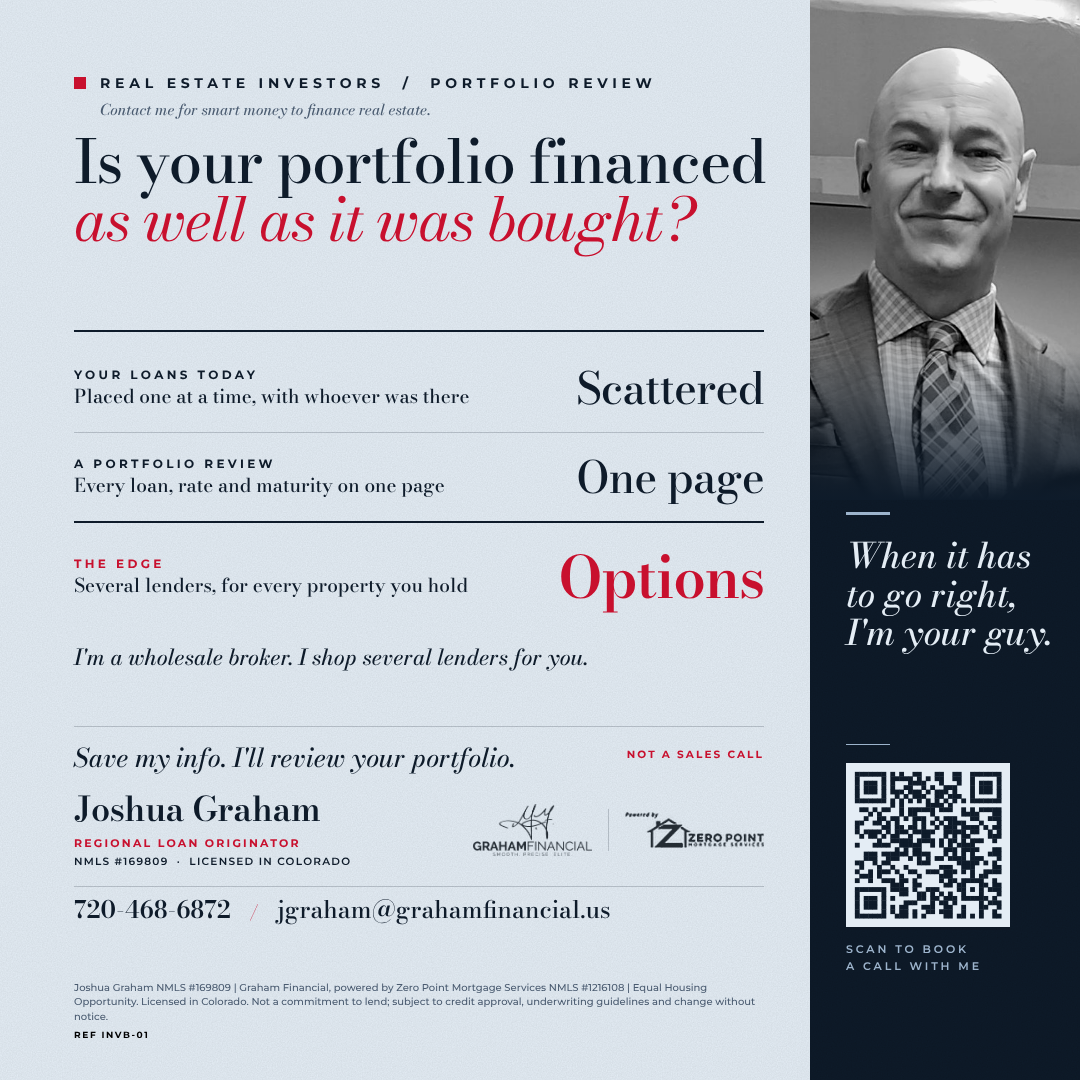 REAL ESTATE INVESTORS / PORTFOLIO REVIEW
Contact me for smart money to finance real estate.
Is your portfolio financed
as well as it was bought?
YOUR LOANS TODAY
Placed one at a time, with whoever was there
Scattered
A PORTFOLIO REVIEW
Every loan, rate and maturity on one page
One page
THE EDGE
Several lenders, for every property you hold
Options
I'm a wholesale broker. I shop several lenders for you.
Save my info. I'll review your portfolio.
NOT A SALES CALL
Joshua Graham
REGIONAL LOAN ORIGINATOR
NMLS #169809 · LICENSED IN COLORADO
GRAHAMFINANCIAL
SMOOTH. PRECISE. ELITE.
Powered by
ZERO POINT
MORTGAGE SERVICES
720-468-6872 / jgraham@grahamfinancial.us
Joshua Graham NMLS #169809 | Graham Financial, powered by Zero Point Mortgage Services NMLS #1216108 | Equal Housing
Opportunity. Licensed in Colorado. Not a commitment to lend; subject to credit approval, underwriting guidelines and change without
notice.
REF INVB-01
When it has
to go right,
I'm your guy.
SCAN TO BOOK
A CALL WITH ME